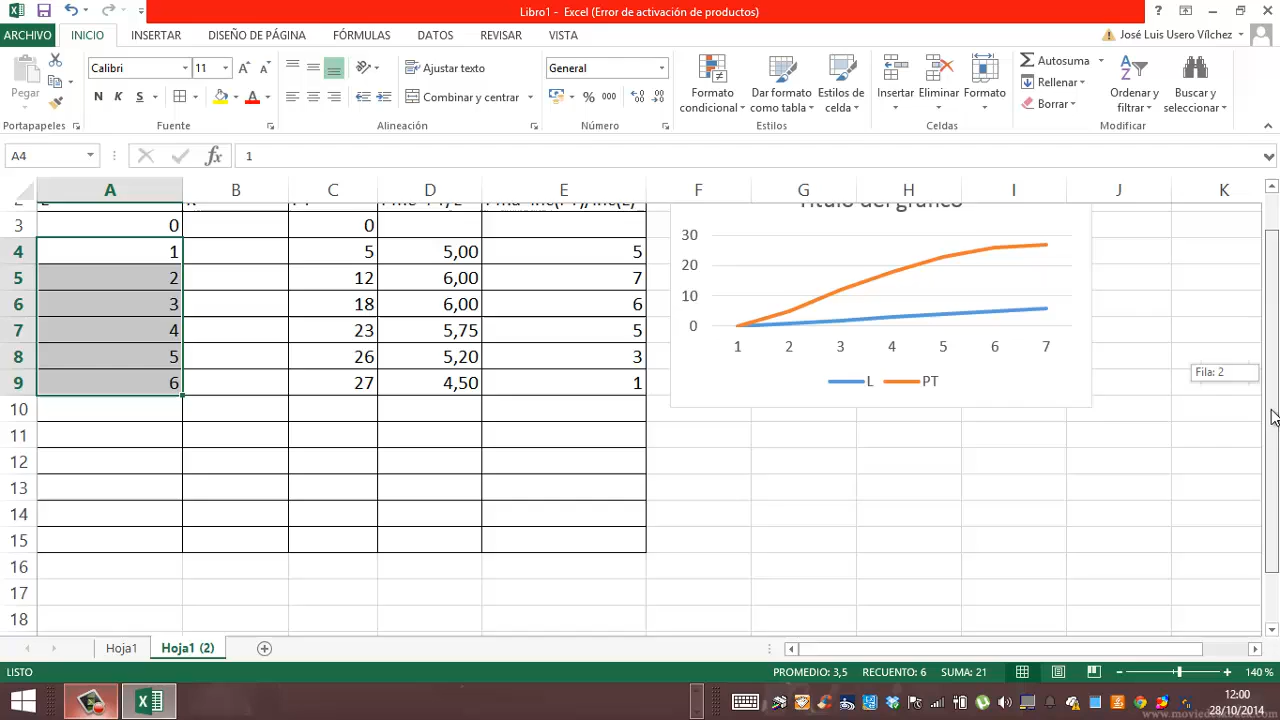 Libro1 - Excel (Error de activación de productos)
ARCHIVO INICIO INSERTAR DISEÑO DE PÁGINA FÓRMULAS DATOS REVISAR VISTA José Luis Usero Vílchez
Pegar
Portapapeles
Calibri 11
N K S
Fuente
Ajustar texto
Combinar y centrar
Alineación
General
% 000
Número
Formato condicional
Dar formato como tabla
Estilos de celda
Estilos
Insertar
Eliminar
Formato
Celdas
Autosuma
Rellenar
Borrar
Ordenar y filtrar
Buscar y seleccionar
Modificar
A4 fx 1
A B C D E F G H I J K
3 0 0
4 1 5 5,00 5
5 2 12 6,00 7
6 3 18 6,00 6
7 4 23 5,75 5
8 5 26 5,20 3
9 6 27 4,50 1
10
11
12
13
14
15
16
17
18
Título del gráfico
30
20
10
0
1 2 3 4 5 6 7
L PT
Fila: 2
Hoja1 Hoja1 (2)
LISTO PROMEDIO: 3,5 RECUENTO: 6 SUMA: 21 140 %
12:00
28/10/2014